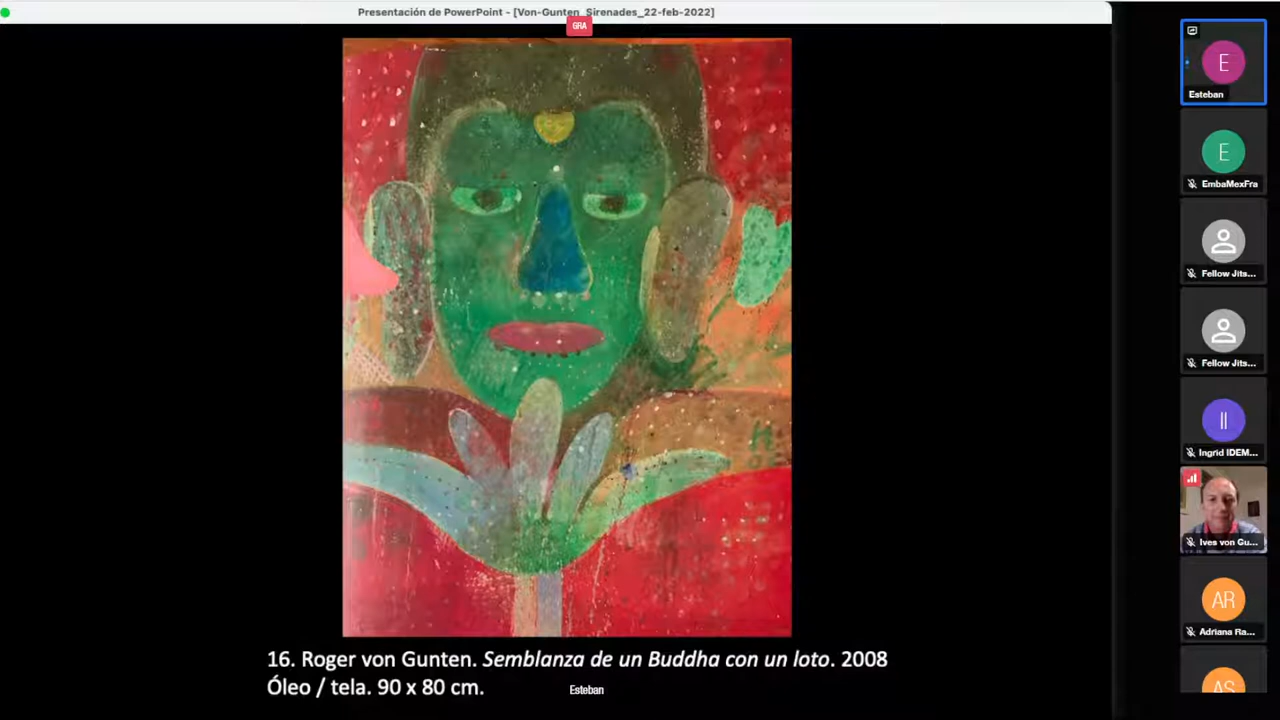 Presentación de PowerPoint - [Von-Gunten_Sirenades_22-feb-2022]
GRA
E
Esteban
E
EmbaMexFra
Fellow Jits...
Fellow Jits...
II
Ingrid IDEM...
Ives von Gu...
AR
Adriana Ra...
AS
H
16. Roger von Gunten. Semblanza de un Buddha con un loto. 2008
Óleo / tela. 90 x 80 cm.
Esteban